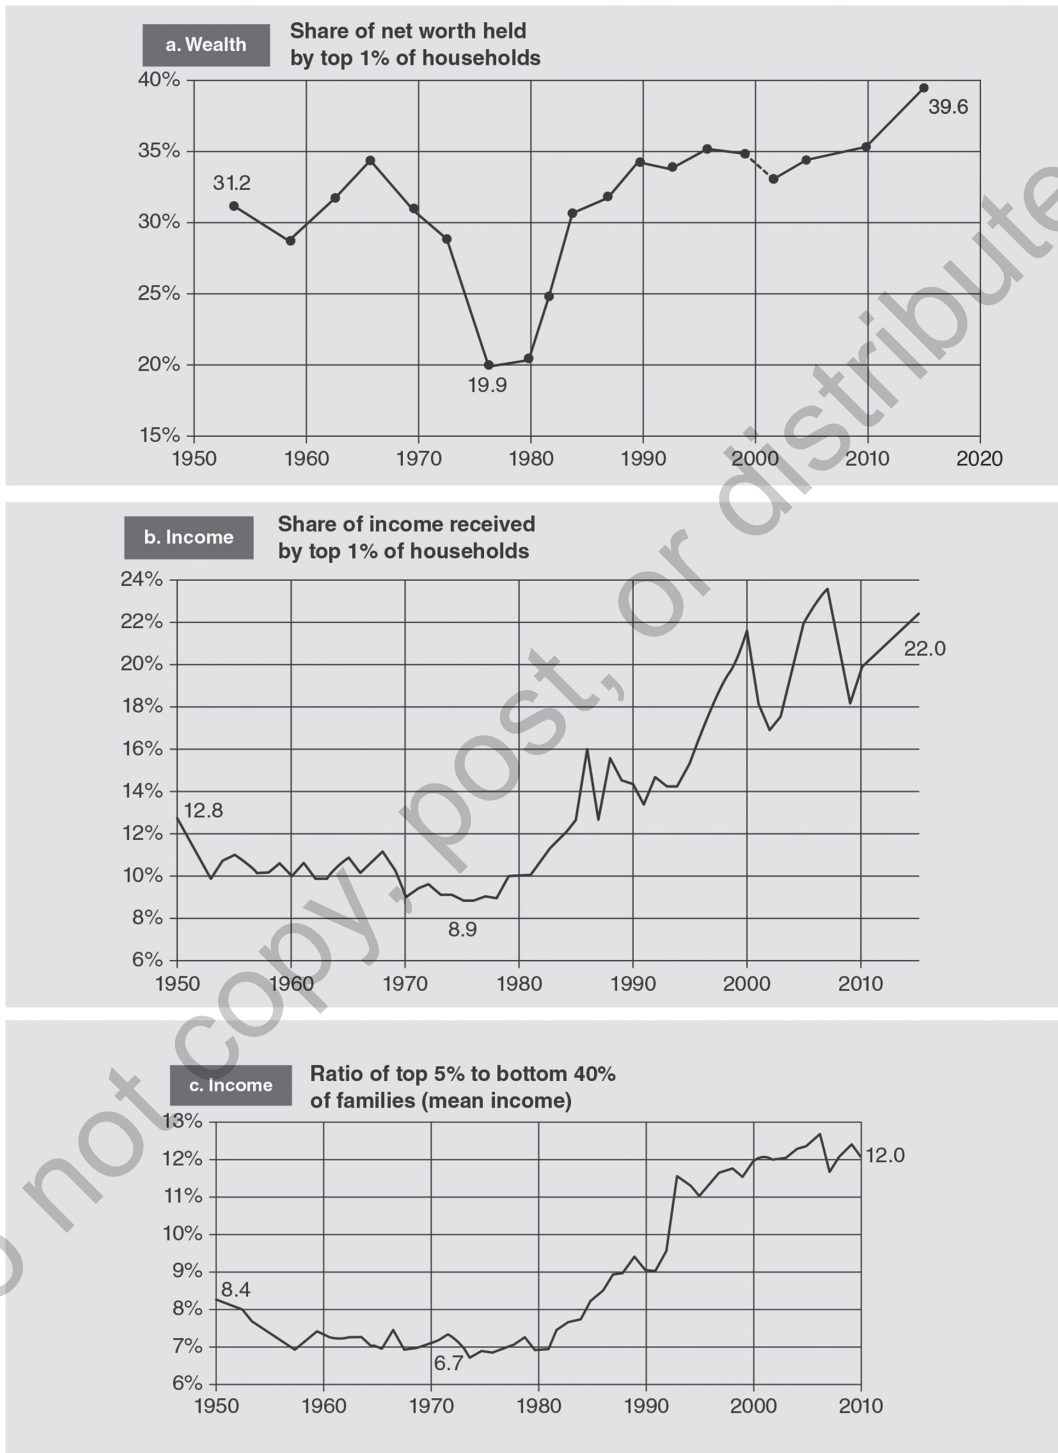 a. Wealth
Share of net worth held
by top 1% of households
40%
35%
30%
25%
20%
15%
31.2
19.9
39.6
1950 1960 1970 1980 1990 2000 2010 2020
b. Income
Share of income received
by top 1% of households
24%
22%
20%
18%
16%
14%
12%
10%
8%
6%
12.8
8.9
22.0
1950 1960 1970 1980 1990 2000 2010
c. Income
Ratio of top 5% to bottom 40%
of families (mean income)
13%
12%
11%
10%
9%
8%
7%
6%
8.4
6.7
12.0
1950 1960 1970 1980 1990 2000 2010
not copy, post, or distribute